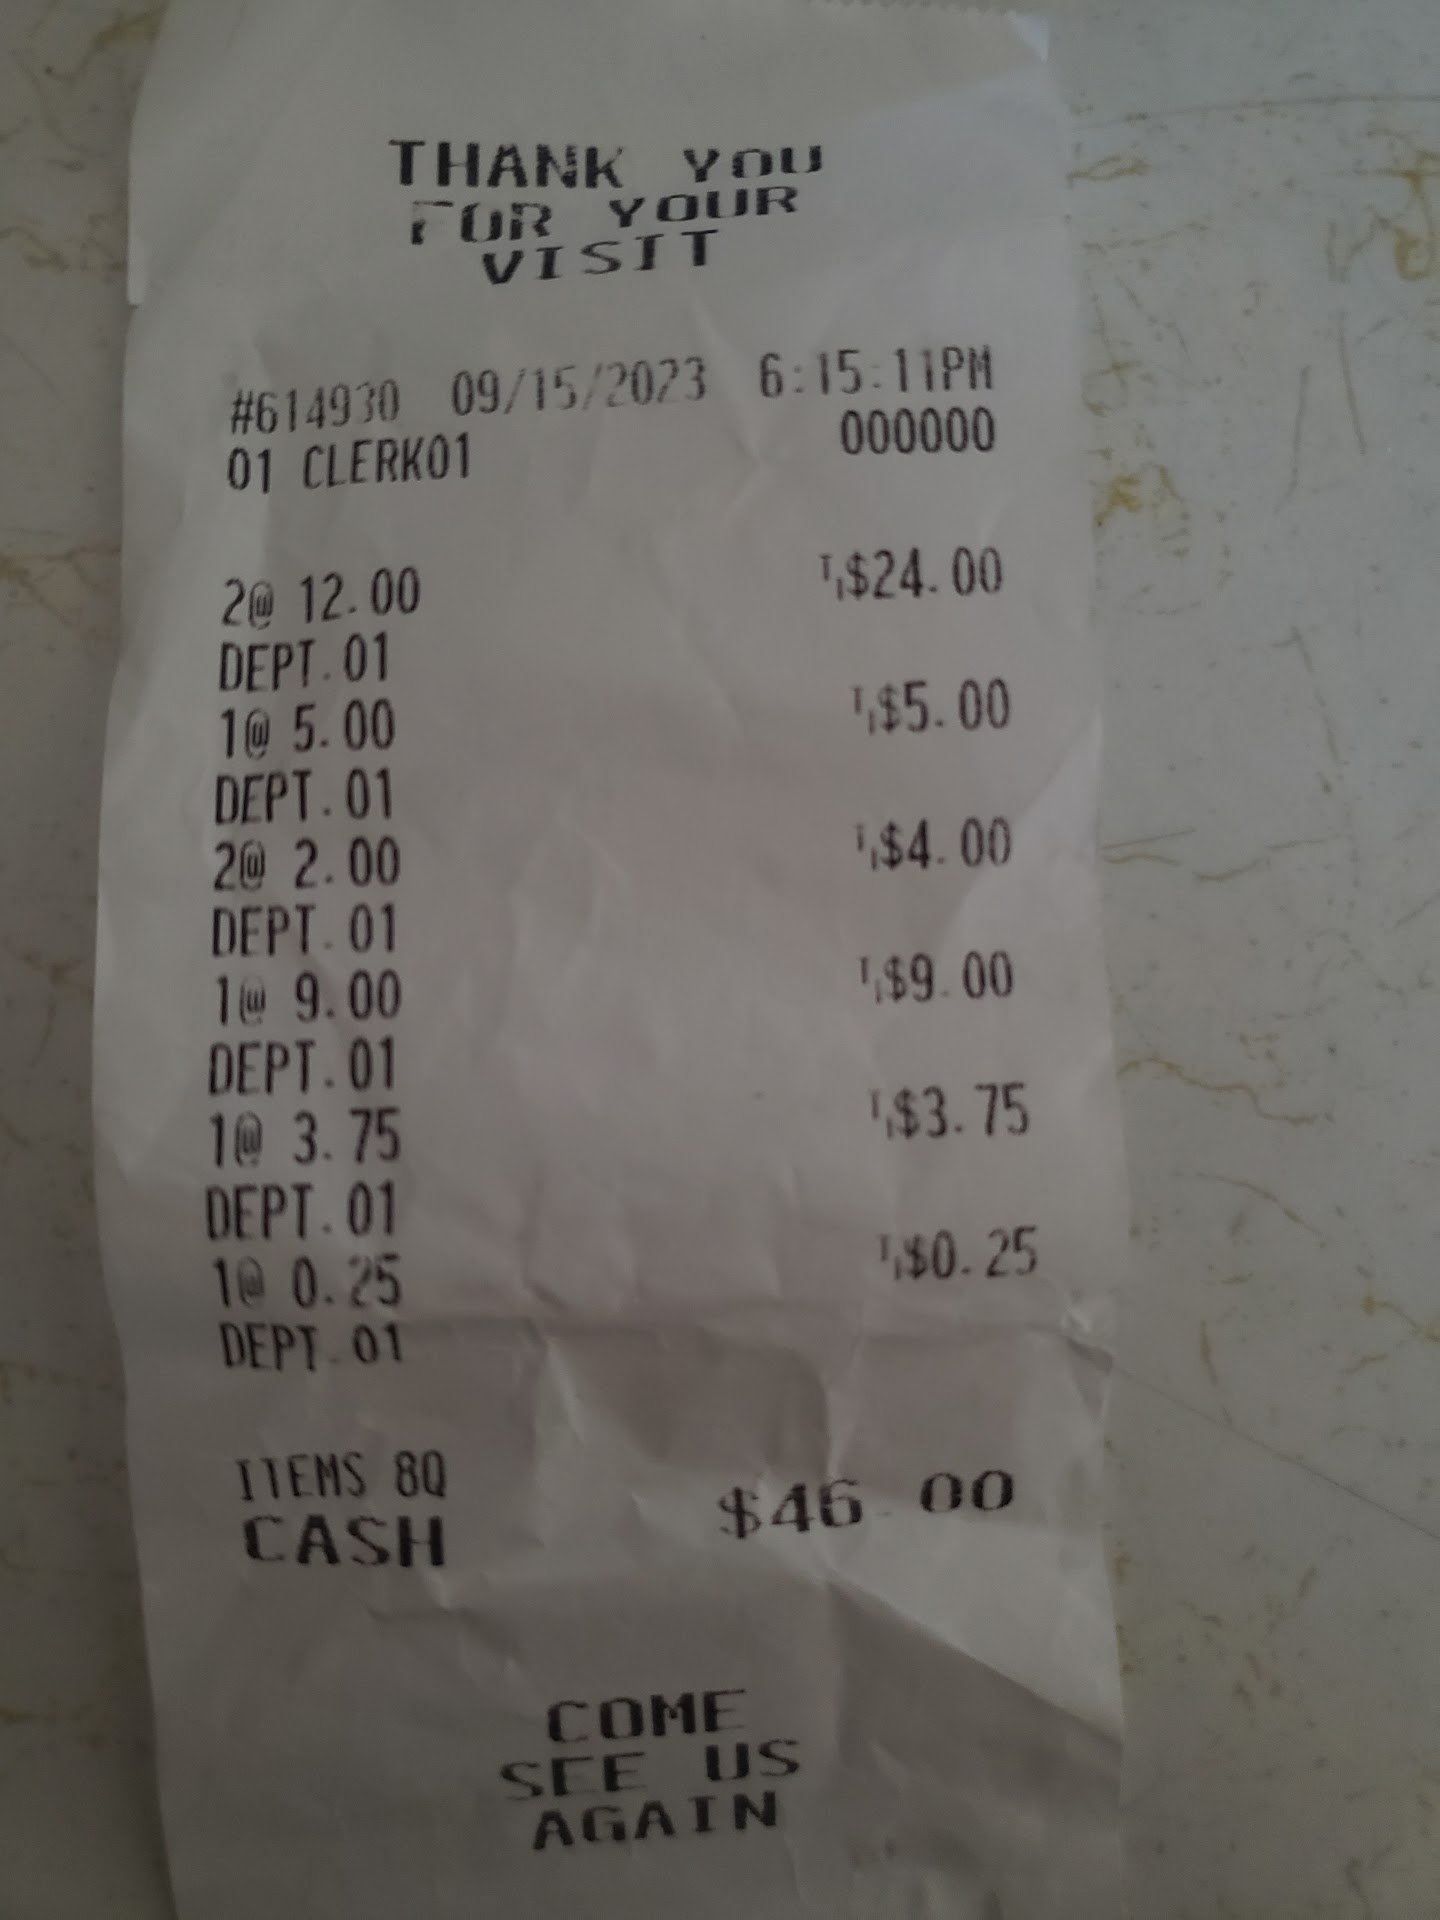 THANK YOU
FOR YOUR
VISIT
#614930 09/15/2023 6:15:11PM
01 CLERK01 000000
2@ 12.00 T₁$24.00
DEPT.01
1@ 5.00 T₁$5.00
DEPT.01
2@ 2.00 T₁$4.00
DEPT.01
1@ 9.00 T₁$9.00
DEPT.01
1@ 3.75 T₁$3.75
DEPT.01
1@ 0.25 T₁$0.25
DEPT.01
ITEMS 8Q
CASH $46.00
COME
SEE US
AGAIN